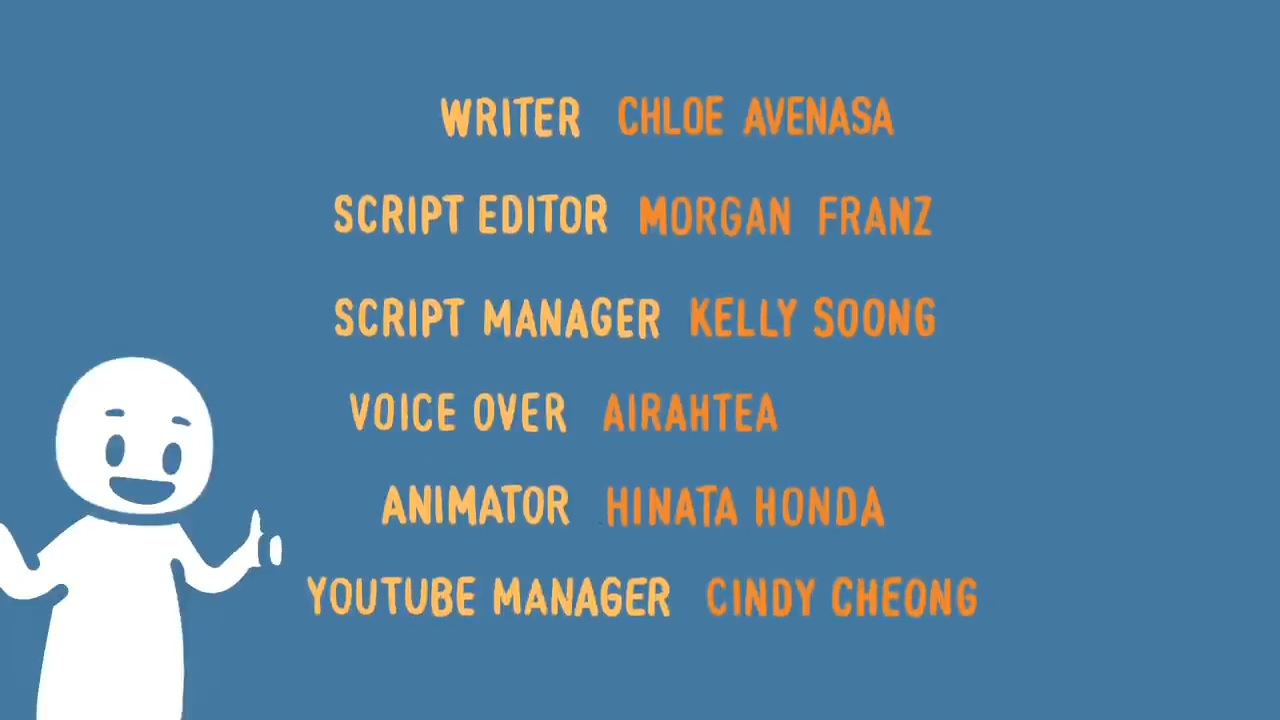 WRITER CHLOE AVENASA
SCRIPT EDITOR MORGAN FRANZ
SCRIPT MANAGER KELLY SOONG
VOICE OVER AIRAHTEA
ANIMATOR HINATA HONDA
YOUTUBE MANAGER CINDY CHEONG